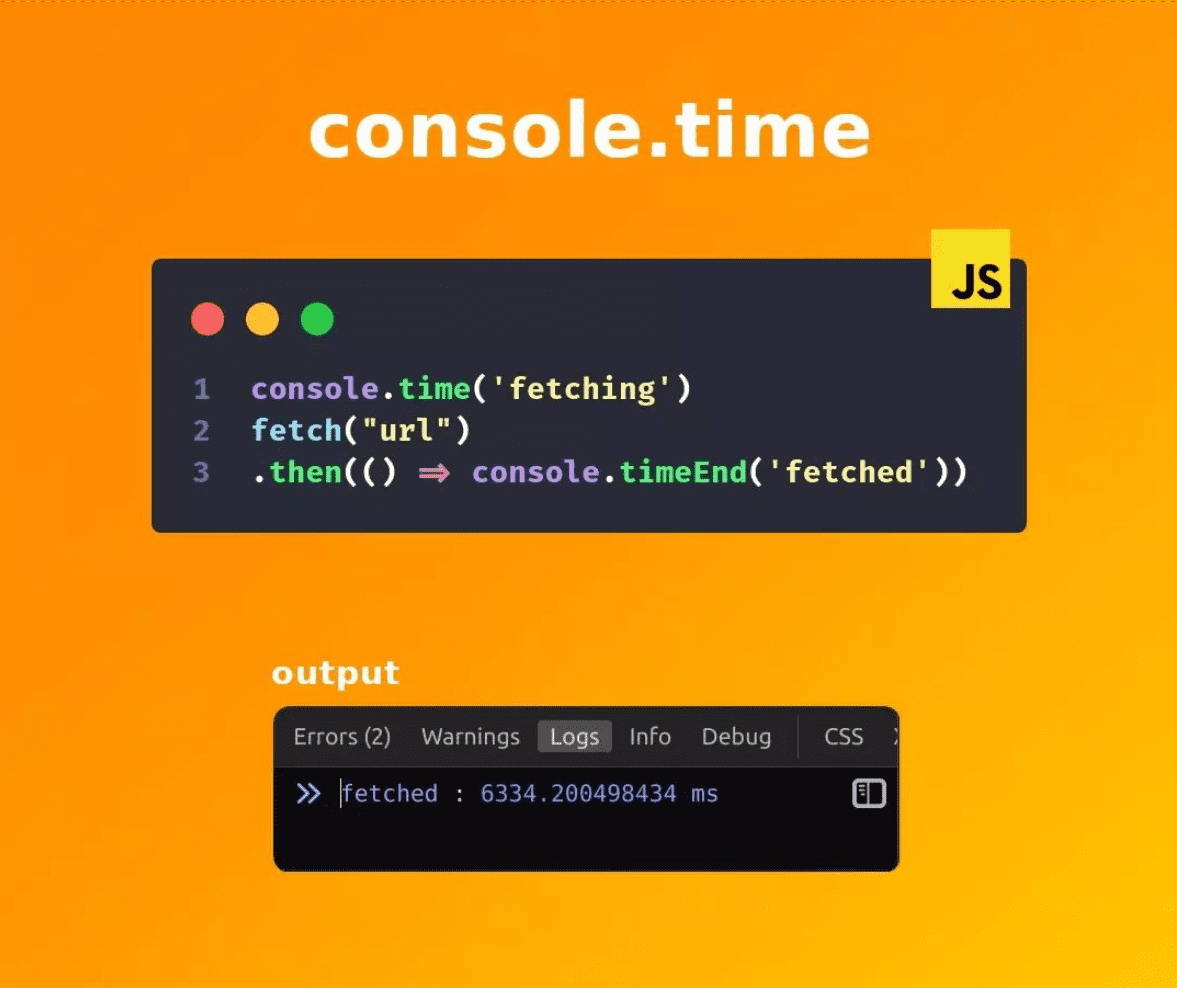 console.time
JS
1 console.time('fetching')
2 fetch("url")
3 .then(() => console.timeEnd('fetched'))
output
Errors (2) Warnings Logs Info Debug CSS
fetched : 6334.200498434 ms